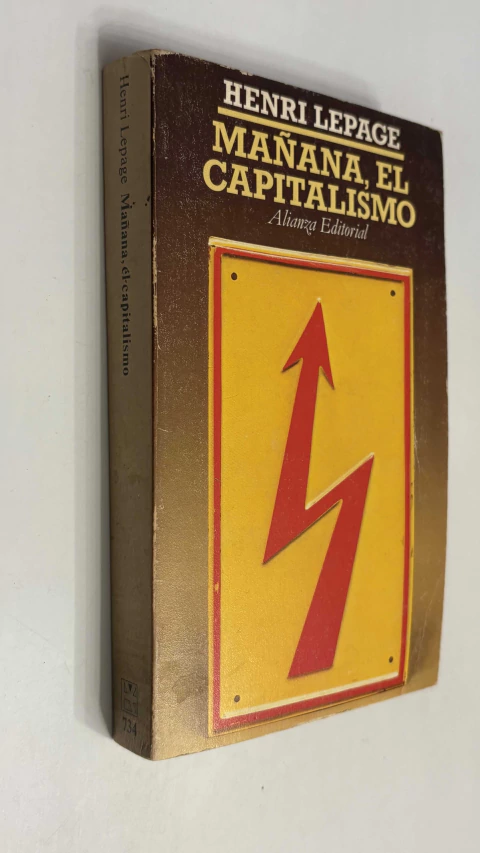 HENRI LEPAGE
MAÑANA, EL
CAPITALISMO
Alianza Editorial
Henri Lepage Mañana, el capitalismo
734